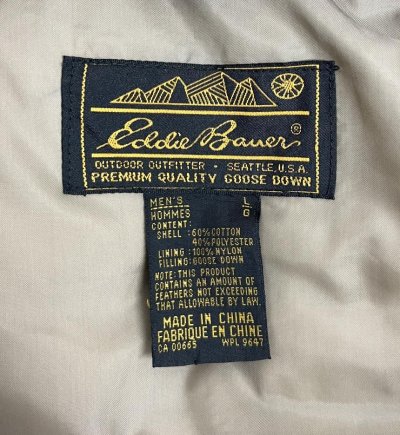 Eddie Bauer®
OUTDOOR OUTFITTER • SEATTLE, U.S.A.
PREMIUM QUALITY GOOSE DOWN
MEN'S L
HOMMES G
CONTENT:
SHELL : 60% COTTON
40% POLYESTER
LINING : 100% NYLON
FILLING: GOOSE DOWN
NOTE: THIS PRODUCT
CONTAINS AN AMOUNT OF
FEATHERS NOT EXCEEDING
THAT ALLOWABLE BY LAW.
MADE IN CHINA
FABRIQUE EN CHINE
CA 00665 WPL 9647